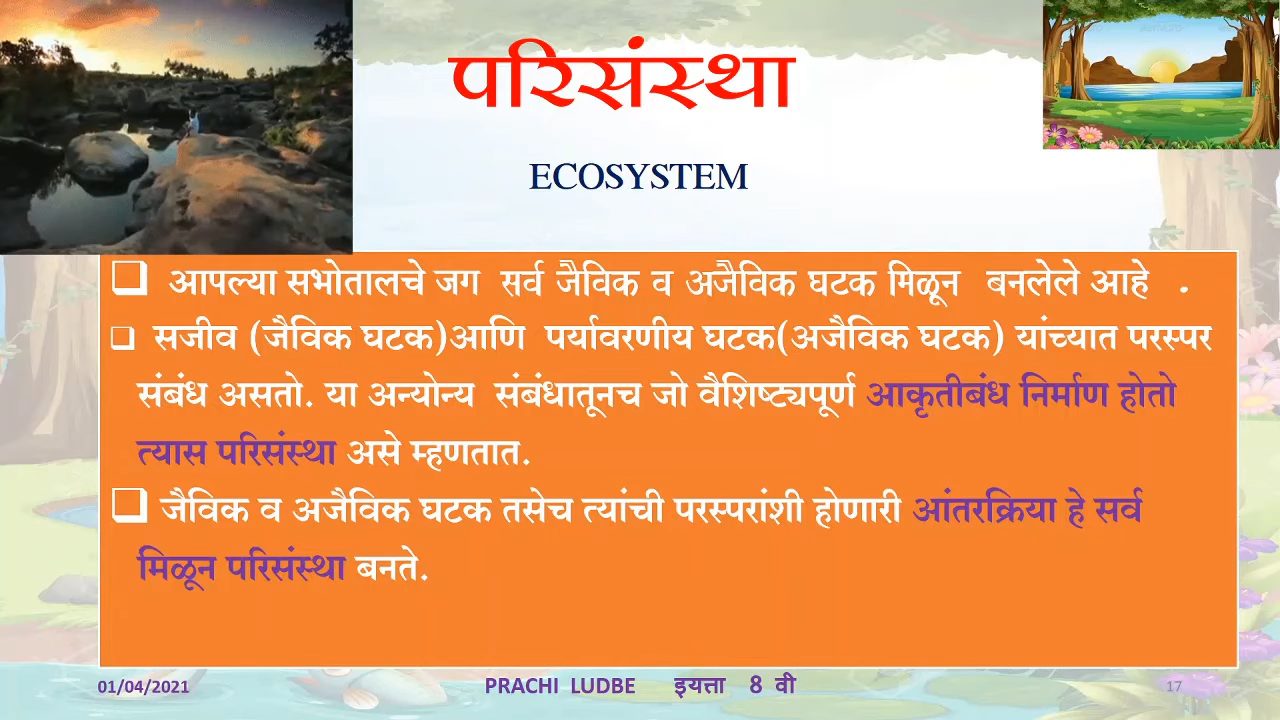 परिसंस्था
ECOSYSTEM
आपल्या सभोतालचे जग सर्व जैविक व अजैविक घटक मिळून बनलेले आहे .
सजीव (जैविक घटक)आणि पर्यावरणीय घटक(अजैविक घटक) यांच्यात परस्पर
संबंध असतो. या अन्योन्य संबंधातूनच जो वैशिष्ट्यपूर्ण आकृतीबंध निर्माण होतो
त्यास परिसंस्था असे म्हणतात.
जैविक व अजैविक घटक तसेच त्यांची परस्परांशी होणारी आंतरक्रिया हे सर्व
मिळून परिसंस्था बनते.
01/04/2021 PRACHI LUDBE इयत्ता 8 वी 17